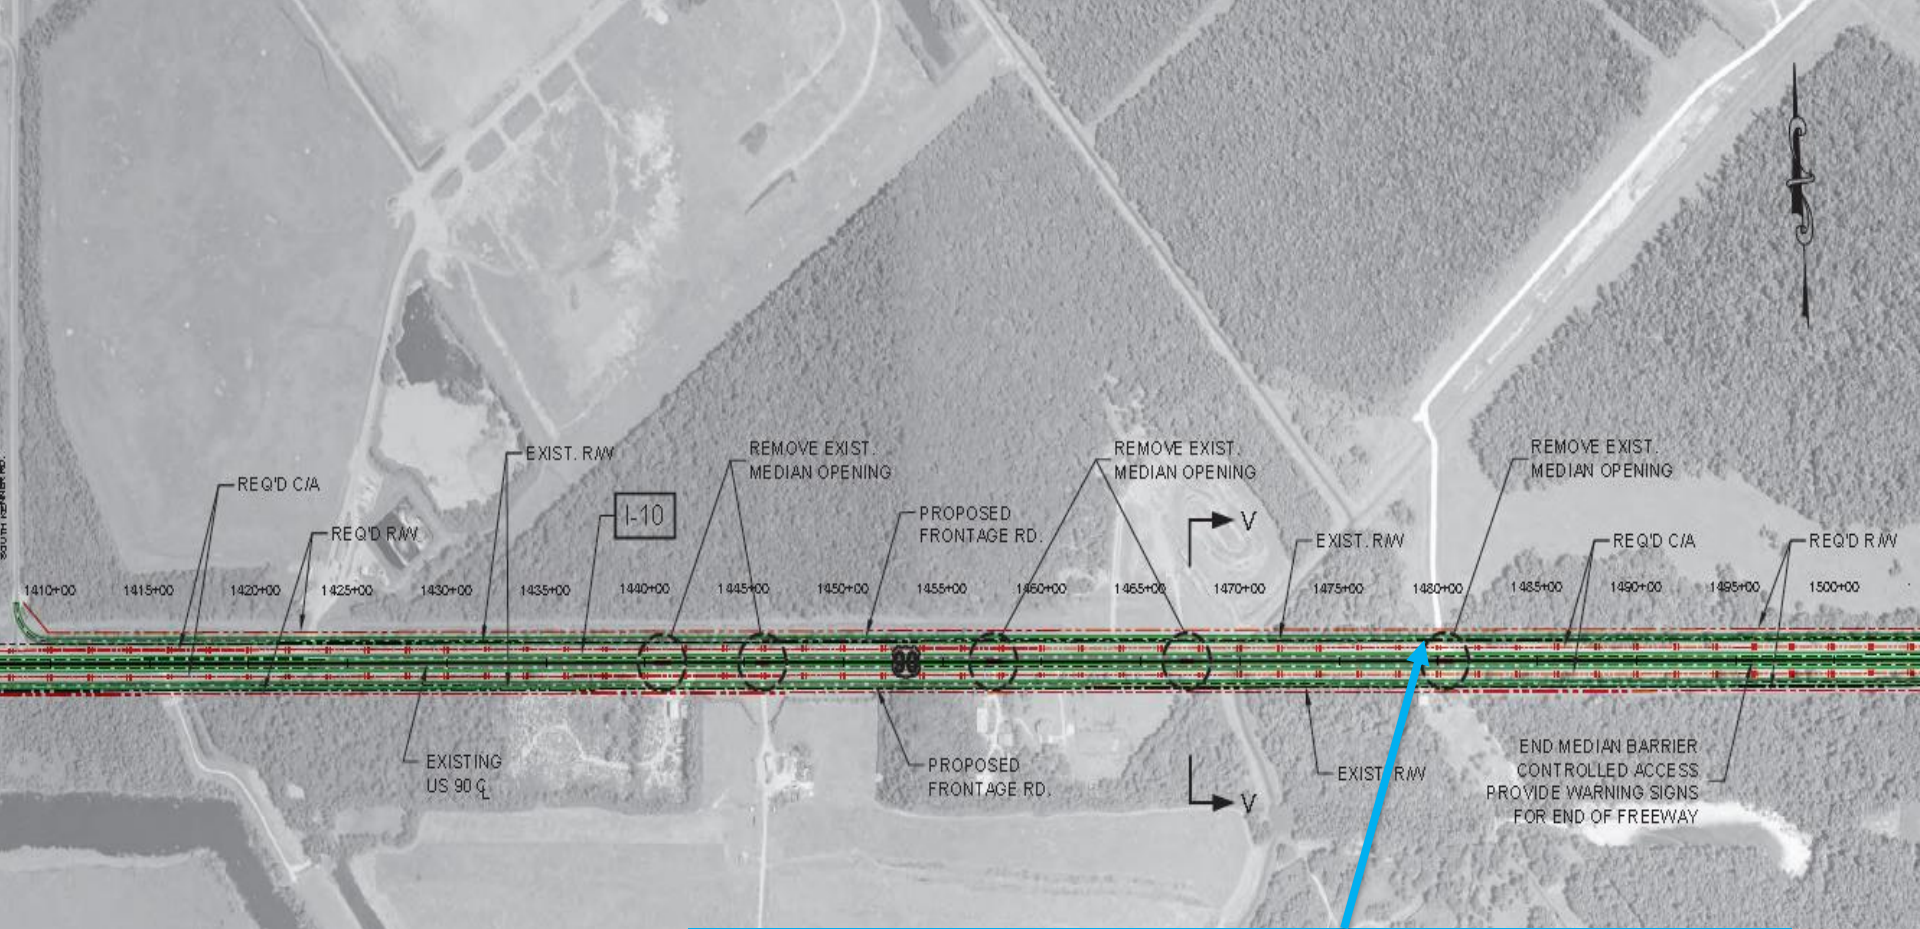 REMOVE EXIST.
MEDIAN OPENING
REMOVE EXIST.
MEDIAN OPENING
REMOVE EXIST.
MEDIAN OPENING
EXIST. R/W
REQ'D C/A
I-10
PROPOSED
FRONTAGE RD.
V
REQ'D R/W
EXIST. R/W
REQ'D C/A
REQ'D R/W
SOUTH KENNER RD.
1410+00
1415+00
1420+00
1425+00
1430+00
1435+00
1440+00
1445+00
1450+00
1455+00
1460+00
1465+00
1470+00
1475+00
1480+00
1485+00
1490+00
1495+00
1500+00
90
EXISTING
US 90 ℄
PROPOSED
FRONTAGE RD.
V
EXIST. R/W
END MEDIAN BARRIER
CONTROLLED ACCESS
PROVIDE WARNING SIGNS
FOR END OF FREEWAY